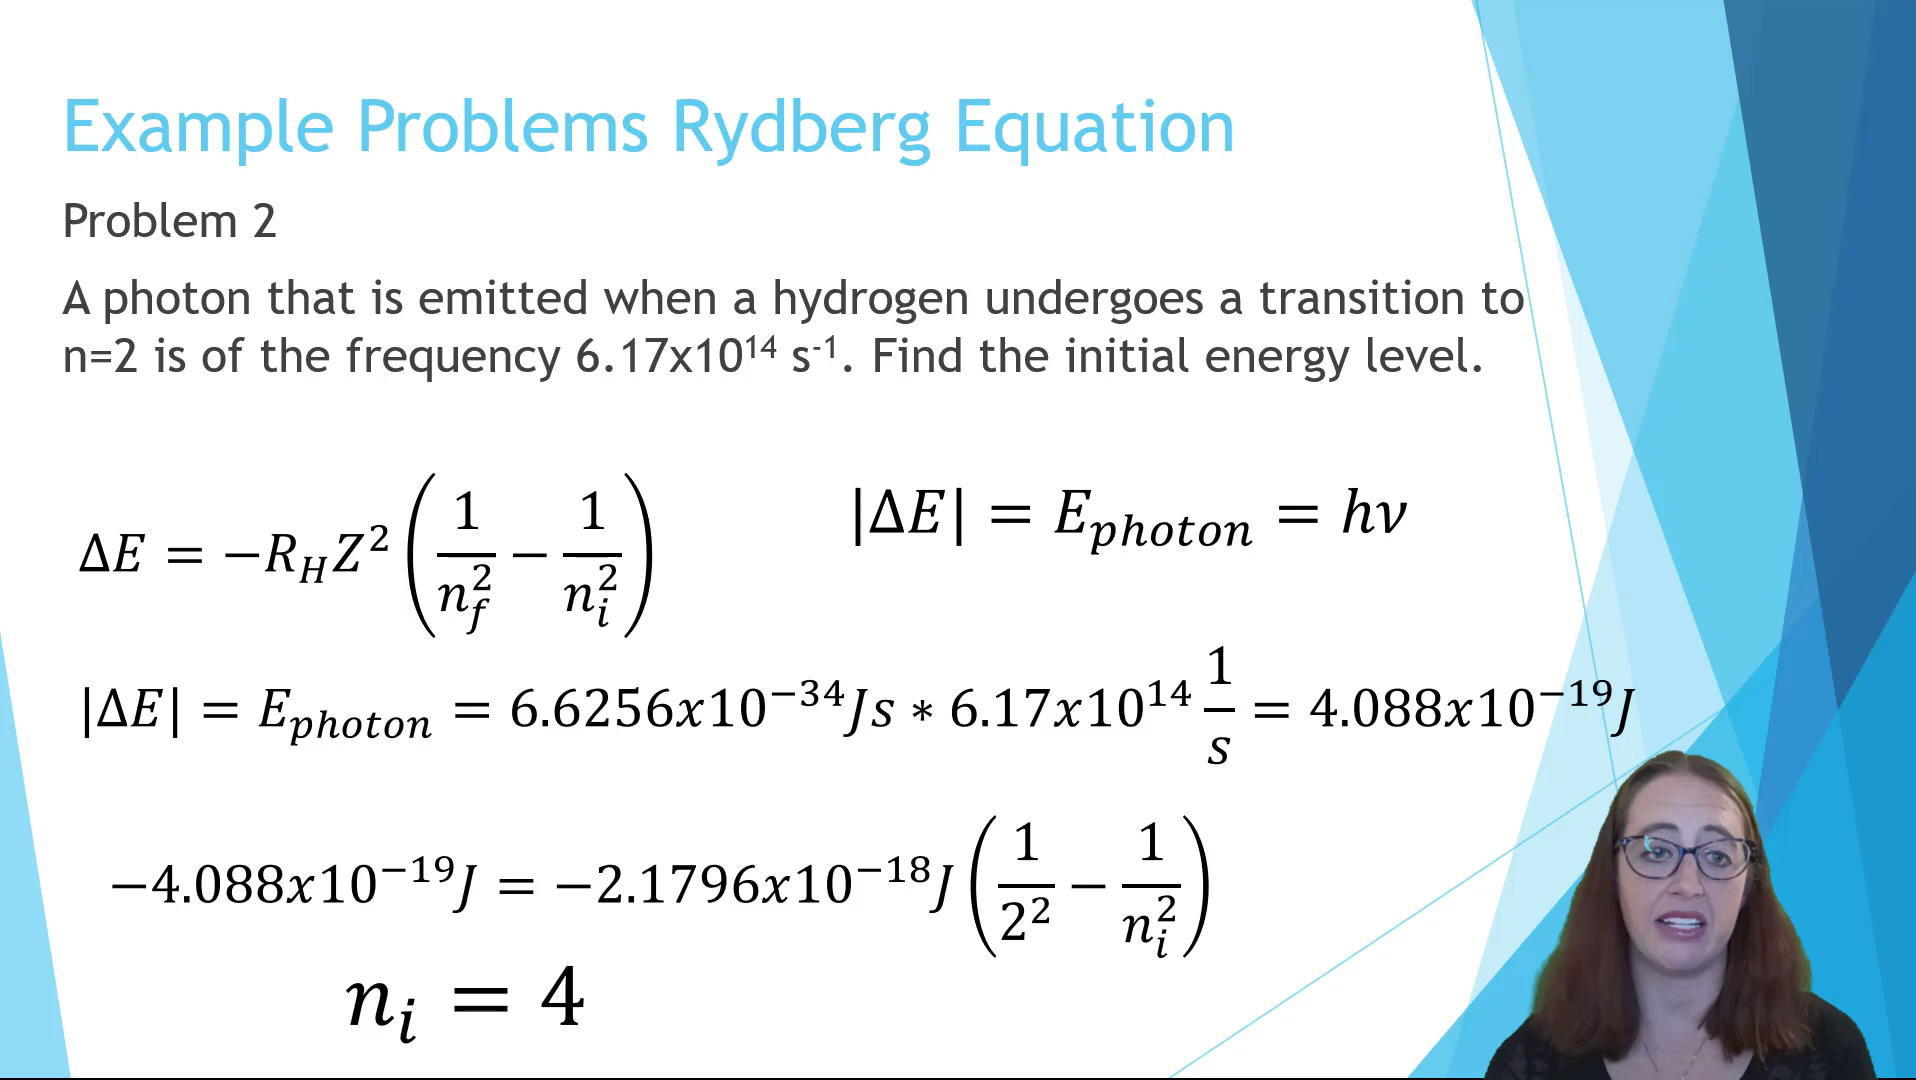 Example Problems Rydberg Equation
Problem 2
A photon that is emitted when a hydrogen undergoes a transition to
n=2 is of the frequency 6.17x10¹⁴ s⁻¹. Find the initial energy level.
ΔE = −R_H Z² (1/n_f² − 1/n_i²)
|ΔE| = E_photon = hν
|ΔE| = E_photon = 6.6256x10⁻³⁴Js ∗ 6.17x10¹⁴ 1/s = 4.088x10⁻¹⁹J
−4.088x10⁻¹⁹J = −2.1796x10⁻¹⁸J (1/2² − 1/n_i²)
n_i = 4